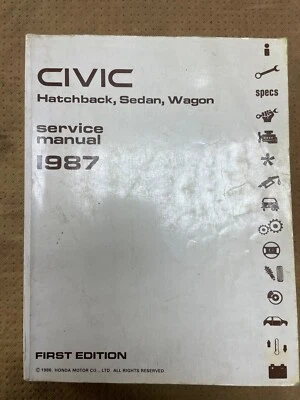 CIVIC
Hatchback, Sedan, Wagon
service
manual
1987
specs
FIRST EDITION
© 1986 HONDA MOTOR CO., LTD. ALL RIGHTS RESERVED